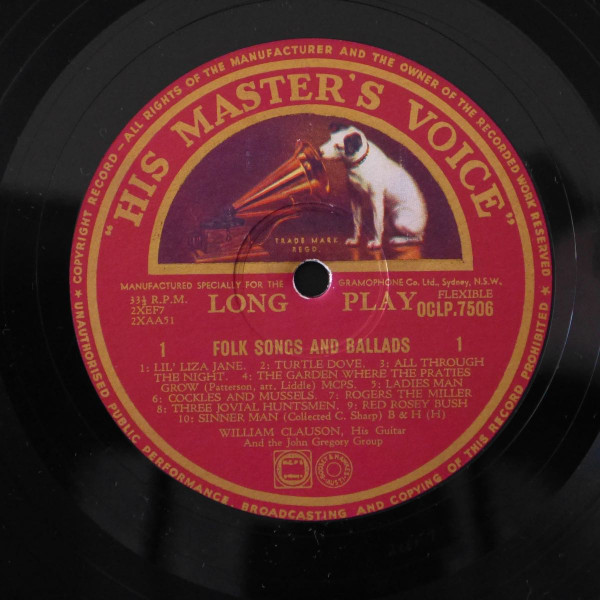 COPYRIGHT RECORD – ALL RIGHTS OF THE MANUFACTURER AND THE OWNER OF THE RECORDED WORK RESERVED
"HIS MASTER'S VOICE"
TRADE MARK
REGD.
MANUFACTURED SPECIALLY FOR THE GRAMOPHONE Co. Ltd., Sydney, N.S.W.
33⅓ R.P.M. LONG PLAY FLEXIBLE
2XEF7 OCLP.7506
2XAA51
1 FOLK SONGS AND BALLADS 1
1: LIL' LIZA JANE. 2: TURTLE DOVE. 3: ALL THROUGH
THE NIGHT. 4: THE GARDEN WHERE THE PRATIES
GROW (Patterson, arr. Liddle) MCPS. 5: LADIES MAN
6: COCKLES AND MUSSELS. 7: ROGERS THE MILLER
8: THREE JOVIAL HUNTSMEN. 9: RED ROSEY BUSH
10: SINNER MAN (Collected C. Sharp) B & H (H)
WILLIAM CLAUSON, His Guitar
And the John Gregory Group
★ UNAUTHORISED PUBLIC PERFORMANCE, BROADCASTING AND COPYING OF THIS RECORD PROHIBITED ★